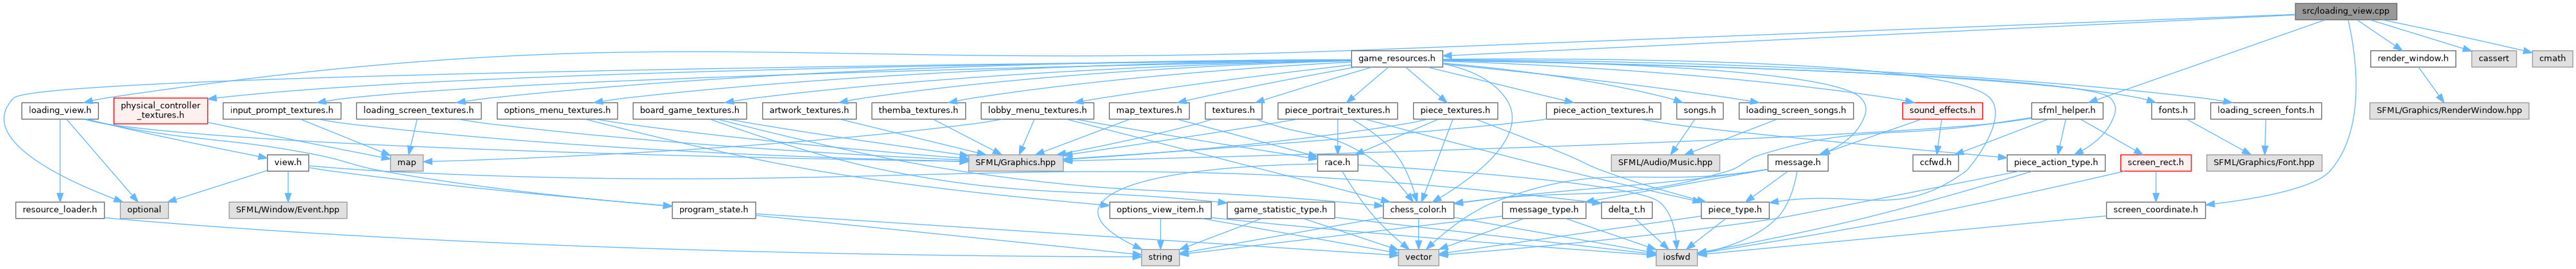 src/loading_view.cpp
game_resources.h
render_window.h
cassert
cmath
loading_view.h
physical_controller
_textures.h
input_prompt_textures.h
loading_screen_textures.h
options_menu_textures.h
board_game_textures.h
artwork_textures.h
themba_textures.h
lobby_menu_textures.h
map_textures.h
textures.h
piece_portrait_textures.h
piece_textures.h
piece_action_textures.h
songs.h
loading_screen_songs.h
sound_effects.h
sfml_helper.h
fonts.h
loading_screen_fonts.h
SFML/Graphics/RenderWindow.hpp
map
view.h
SFML/Graphics.hpp
race.h
SFML/Audio/Music.hpp
message.h
ccfwd.h
piece_action_type.h
screen_rect.h
SFML/Graphics/Font.hpp
resource_loader.h
optional
SFML/Window/Event.hpp
program_state.h
options_view_item.h
game_statistic_type.h
chess_color.h
message_type.h
delta_t.h
piece_type.h
screen_coordinate.h
string
vector
iosfwd